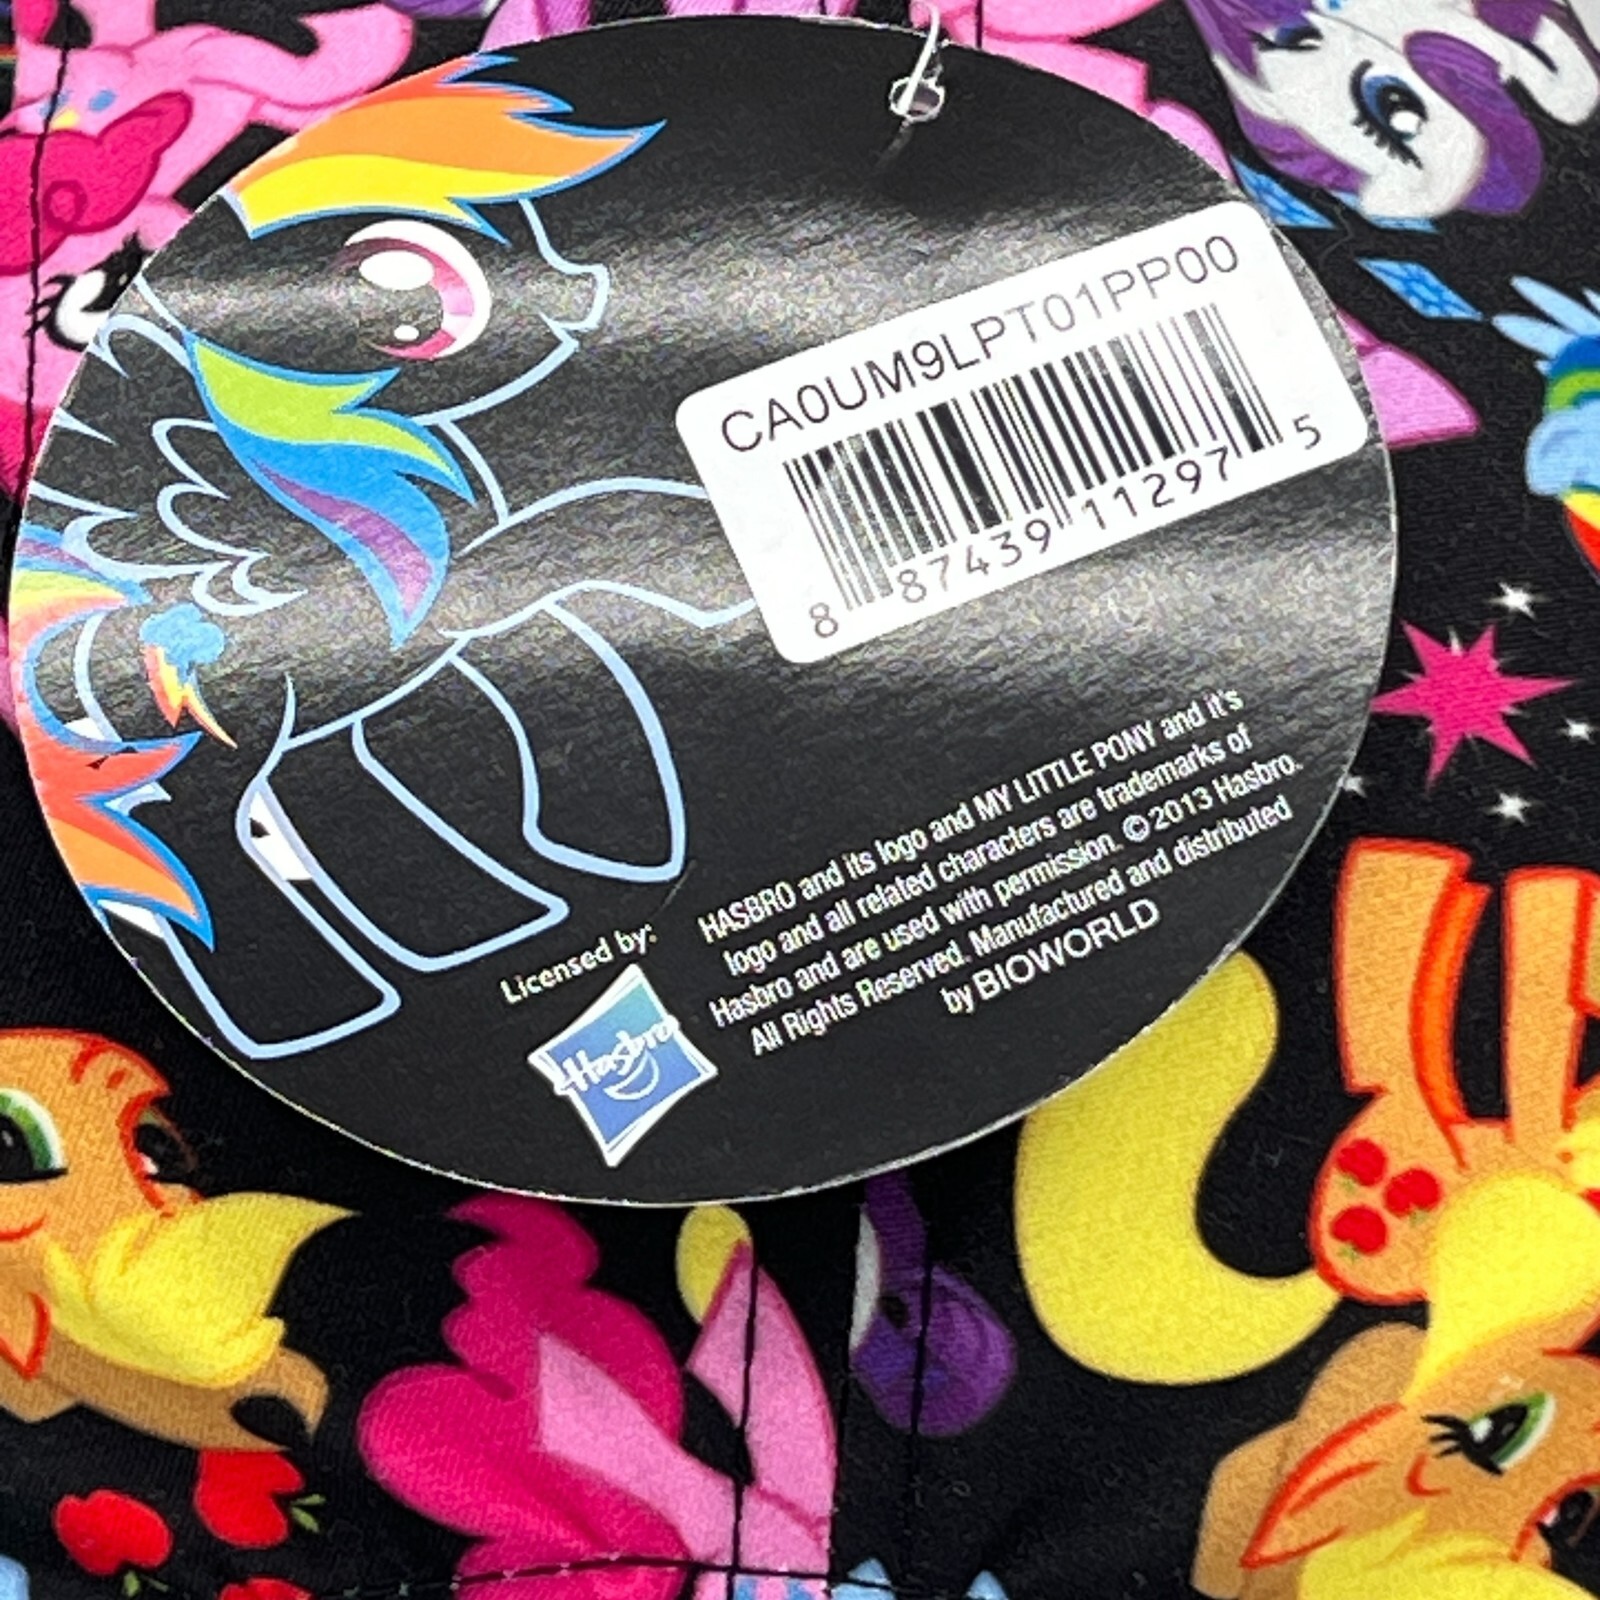 CA0UM9LPT01PP00
8 87439 11297 5
HASBRO and its logo and MY LITTLE PONY and it's
logo and all related characters are trademarks of
Hasbro and are used with permission. © 2013 Hasbro.
All Rights Reserved. Manufactured and distributed
by BIOWORLD
Licensed by:
Hasbro